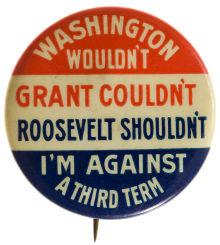 WASHINGTON
WOULDN'T
GRANT COULDN'T
ROOSEVELT SHOULDN'T
I'M AGAINST
A THIRD TERM